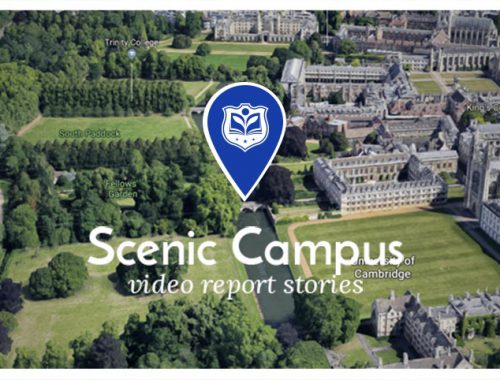 Trinity College
King's
South Paddock
Fellows
Garden
Scenic Campus
University of
Cambridge
video report stories